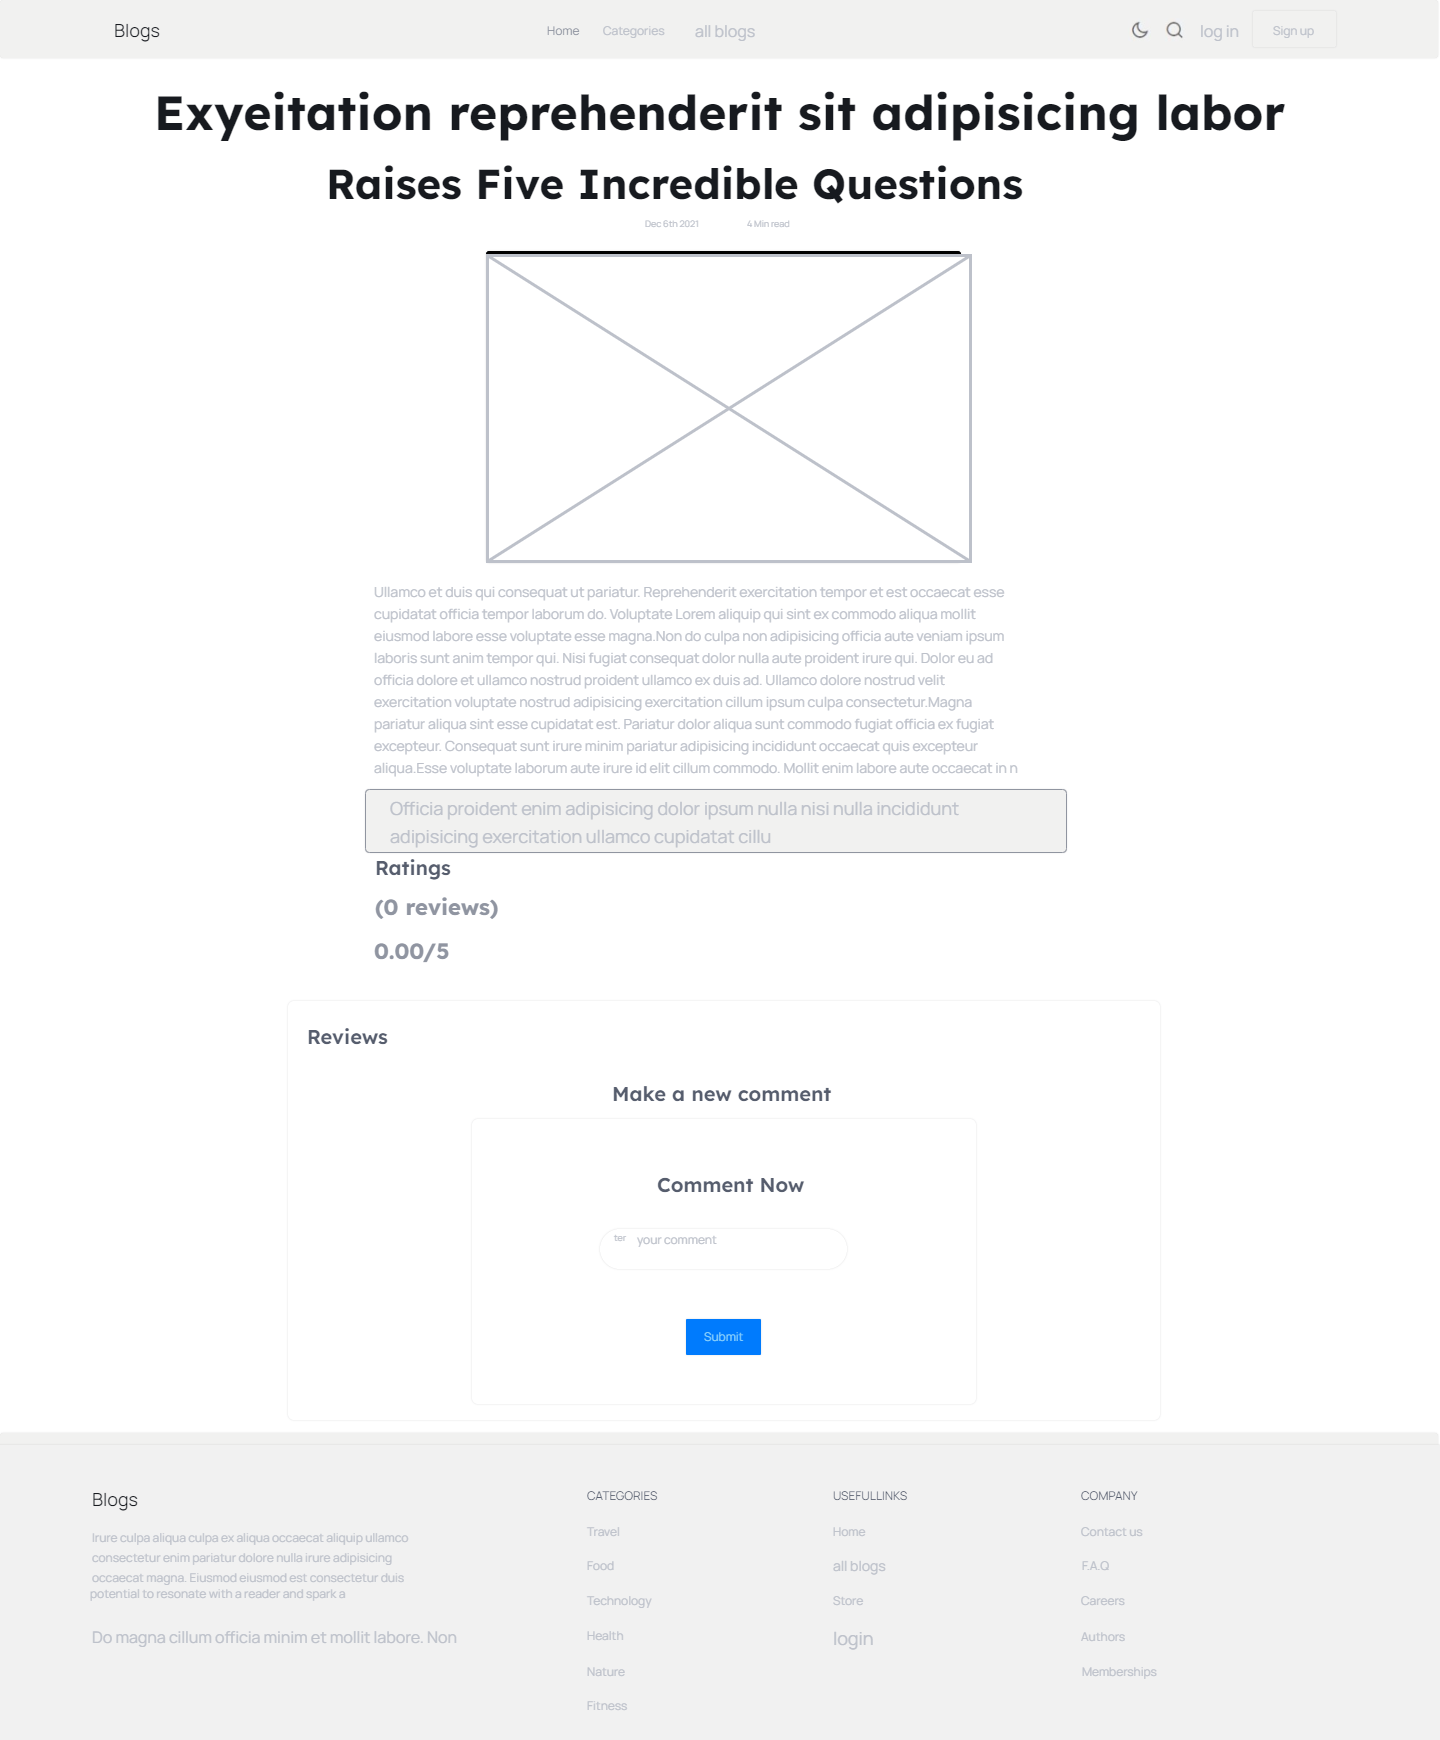 Blogs
Home Categories all blogs
log in Sign up
Exyeitation reprehenderit sit adipisicing labor
Raises Five Incredible Questions
Dec 6th 2021 4 Min read
Ullamco et duis qui consequat ut pariatur. Reprehenderit exercitation tempor et est occaecat esse
cupidatat officia tempor laborum do. Voluptate Lorem aliquip qui sint ex commodo aliqua mollit
eiusmod labore esse voluptate esse magna.Non do culpa non adipisicing officia aute veniam ipsum
laboris sunt anim tempor qui. Nisi fugiat consequat dolor nulla aute proident irure qui. Dolor eu ad
officia dolore et ullamco nostrud proident ullamco ex duis ad. Ullamco dolore nostrud velit
exercitation voluptate nostrud adipisicing exercitation cillum ipsum culpa consectetur.Magna
pariatur aliqua sint esse cupidatat est. Pariatur dolor aliqua sunt commodo fugiat officia ex fugiat
excepteur. Consequat sunt irure minim pariatur adipisicing incididunt occaecat quis excepteur
aliqua.Esse voluptate laborum aute irure id elit cillum commodo. Mollit enim labore aute occaecat in n
Officia proident enim adipisicing dolor ipsum nulla nisi nulla incididunt
adipisicing exercitation ullamco cupidatat cillu
Ratings
(0 reviews)
0.00/5
Reviews
Make a new comment
Comment Now
ter your comment
Submit
Blogs
Irure culpa aliqua culpa ex aliqua occaecat aliquip ullamco
consectetur enim pariatur dolore nulla irure adipisicing
occaecat magna. Eiusmod eiusmod est consectetur duis
potential to resonate with a reader and spark a
Do magna cillum officia minim et mollit labore. Non
CATEGORIES
Travel
Food
Technology
Health
Nature
Fitness
USEFULLINKS
Home
all blogs
Store
login
COMPANY
Contact us
F.A.Q
Careers
Authors
Memberships